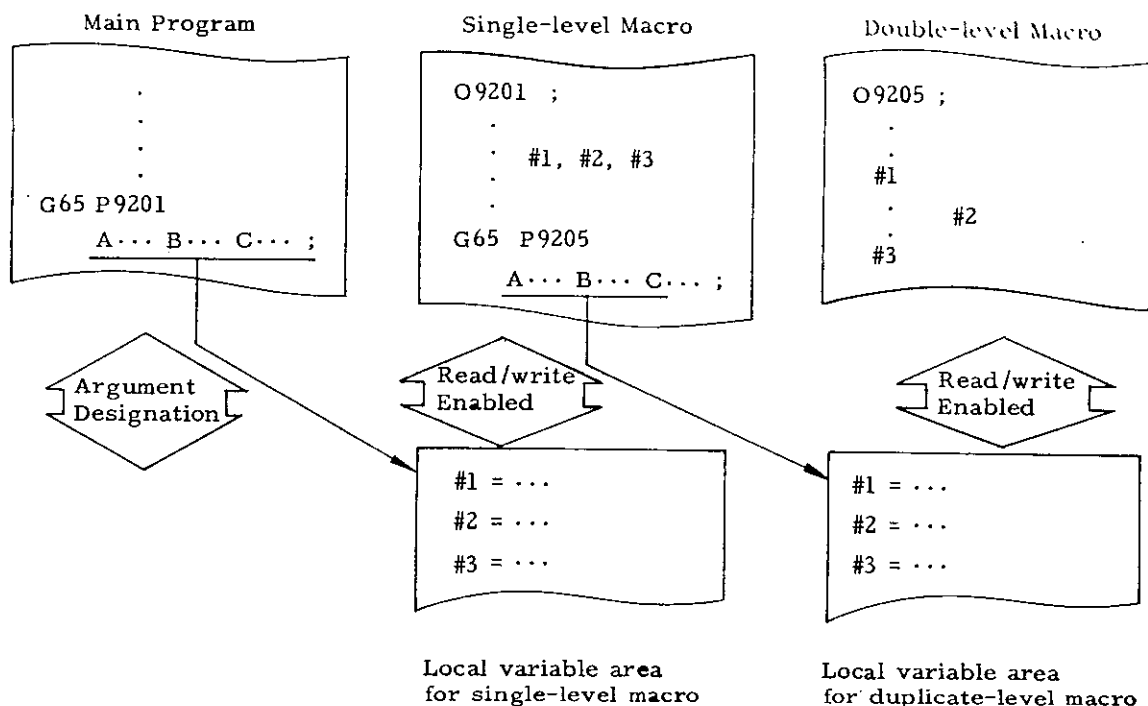 Main Program
Single-level Macro
Double-level Macro
G65 P9201
A··· B··· C··· ;
O9201 ;
#1, #2, #3
G65 P9205
A··· B··· C··· ;
O9205 ;
#1
#2
#3
Argument
Designation
Read/write
Enabled
Read/write
Enabled
#1 = ···
#2 = ···
#3 = ···
#1 = ···
#2 = ···
#3 = ···
Local variable area
for single-level macro
Local variable area
for duplicate-level macro